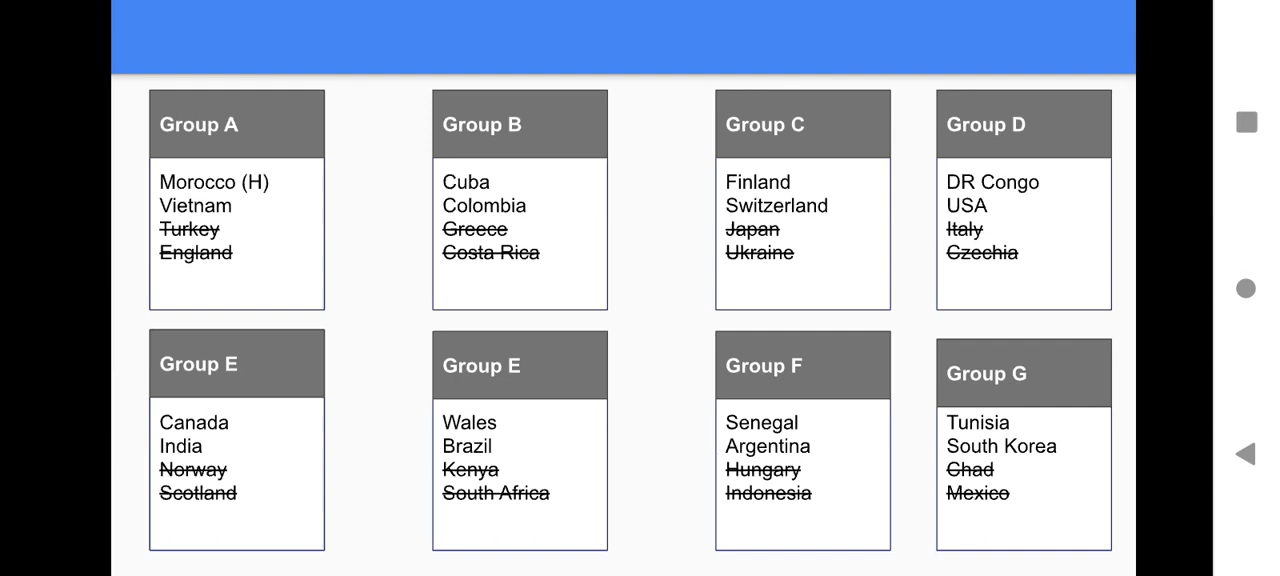 Group A
Morocco (H)
Vietnam
Turkey
England
Group B
Cuba
Colombia
Greece
Costa Rica
Group C
Finland
Switzerland
Japan
Ukraine
Group D
DR Congo
USA
Italy
Czechia
Group E
Canada
India
Norway
Scotland
Group E
Wales
Brazil
Kenya
South Africa
Group F
Senegal
Argentina
Hungary
Indonesia
Group G
Tunisia
South Korea
Chad
Mexico